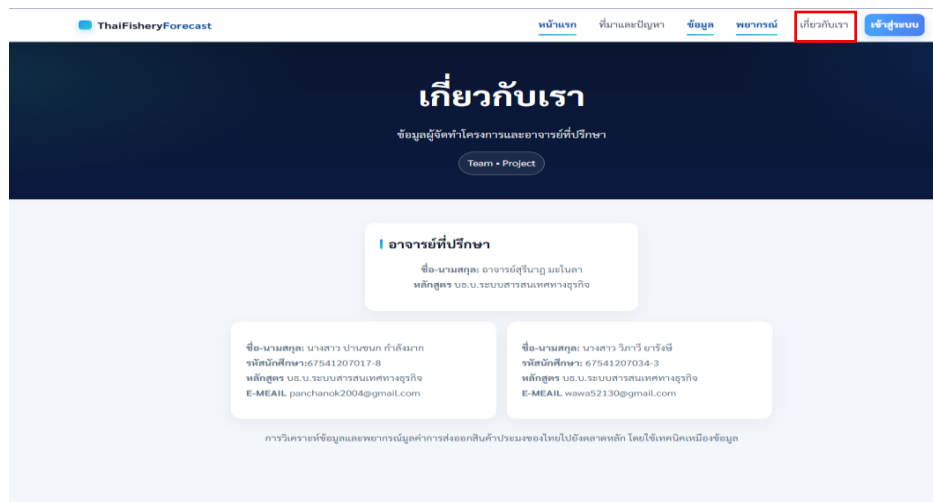 ThaiFisheryForecast
หน้าแรก ที่มาและปัญหา ข้อมูล พยากรณ์ เกี่ยวกับเรา เข้าสู่ระบบ
เกี่ยวกับเรา
ข้อมูลผู้จัดทำโครงการและอาจารย์ที่ปรึกษา
Team • Project
อาจารย์ที่ปรึกษา
ชื่อ-นามสกุล: อาจารย์สุรีนาฎ มะโนลา
หลักสูตร บธ.บ.ระบบสารสนเทศทางธุรกิจ
ชื่อ-นามสกุล: นางสาว ปานชนก กำลังมาก
รหัสนักศึกษา:67541207017-8
หลักสูตร บธ.บ.ระบบสารสนเทศทางธุรกิจ
E-MEAIL panchanok2004@gmail.com
ชื่อ-นามสกุล: นางสาว วิภาวี ยารังษี
รหัสนักศึกษา: 67541207034-3
หลักสูตร บธ.บ.ระบบสารสนเทศทางธุรกิจ
E-MEAIL wawa52130@gmail.com
การวิเคราะห์ข้อมูลและพยากรณ์มูลค่าการส่งออกสินค้าประมงของไทยไปยังตลาดหลัก โดยใช้เทคนิคเหมืองข้อมูล